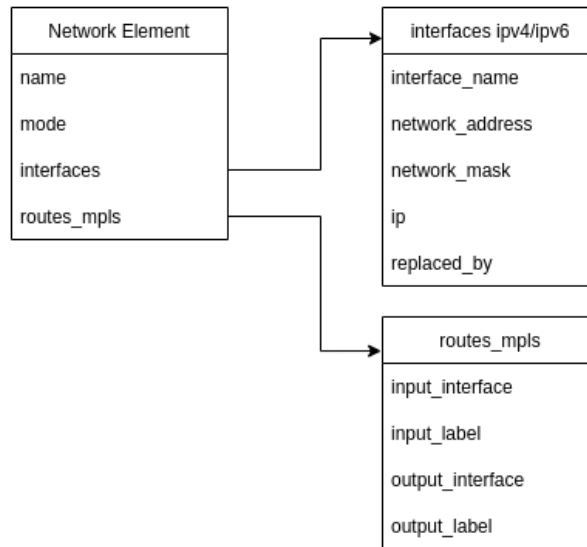 Network Element
name
mode
interfaces
routes_mpls
interfaces ipv4/ipv6
interface_name
network_address
network_mask
ip
replaced_by
routes_mpls
input_interface
input_label
output_interface
output_label